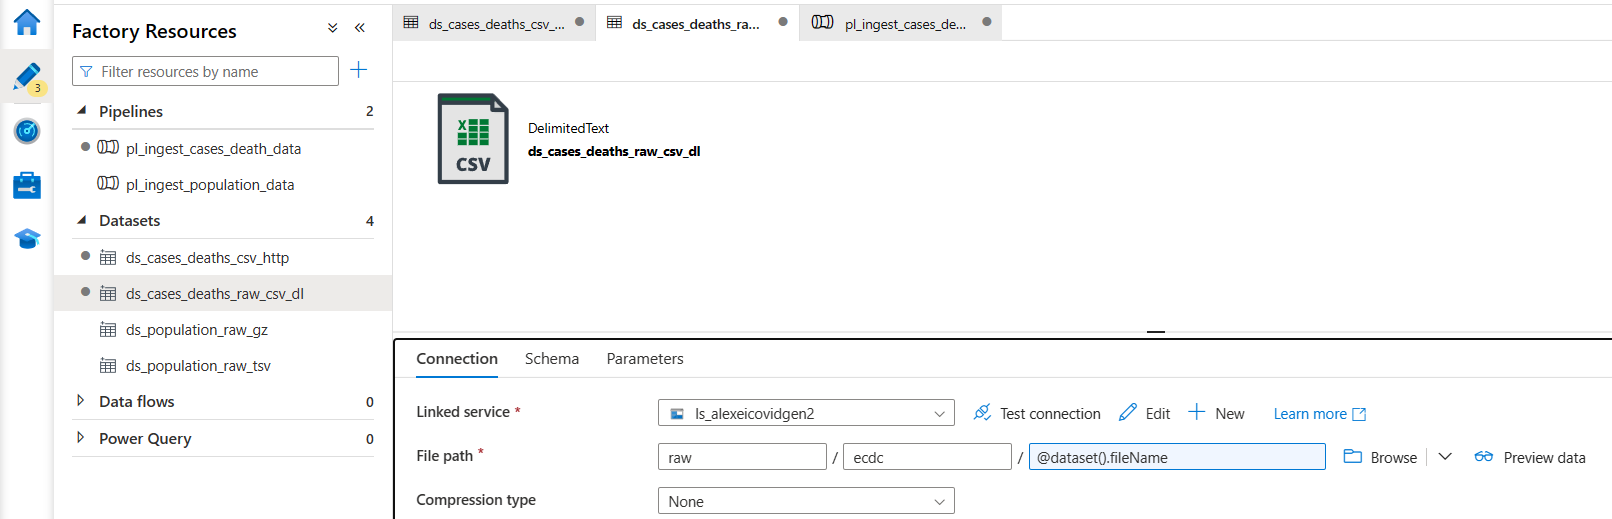 Factory Resources
Filter resources by name
3
Pipelines 2
pl_ingest_cases_death_data
pl_ingest_population_data
Datasets 4
ds_cases_deaths_csv_http
ds_cases_deaths_raw_csv_dl
ds_population_raw_gz
ds_population_raw_tsv
Data flows 0
Power Query 0
ds_cases_deaths_csv_... ds_cases_deaths_ra... pl_ingest_cases_de...
CSV
DelimitedText
ds_cases_deaths_raw_csv_dl
Connection Schema Parameters
Linked service * ls_alexeicovidgen2 Test connection Edit New Learn more
File path * raw / ecdc / @dataset().fileName Browse Preview data
Compression type None